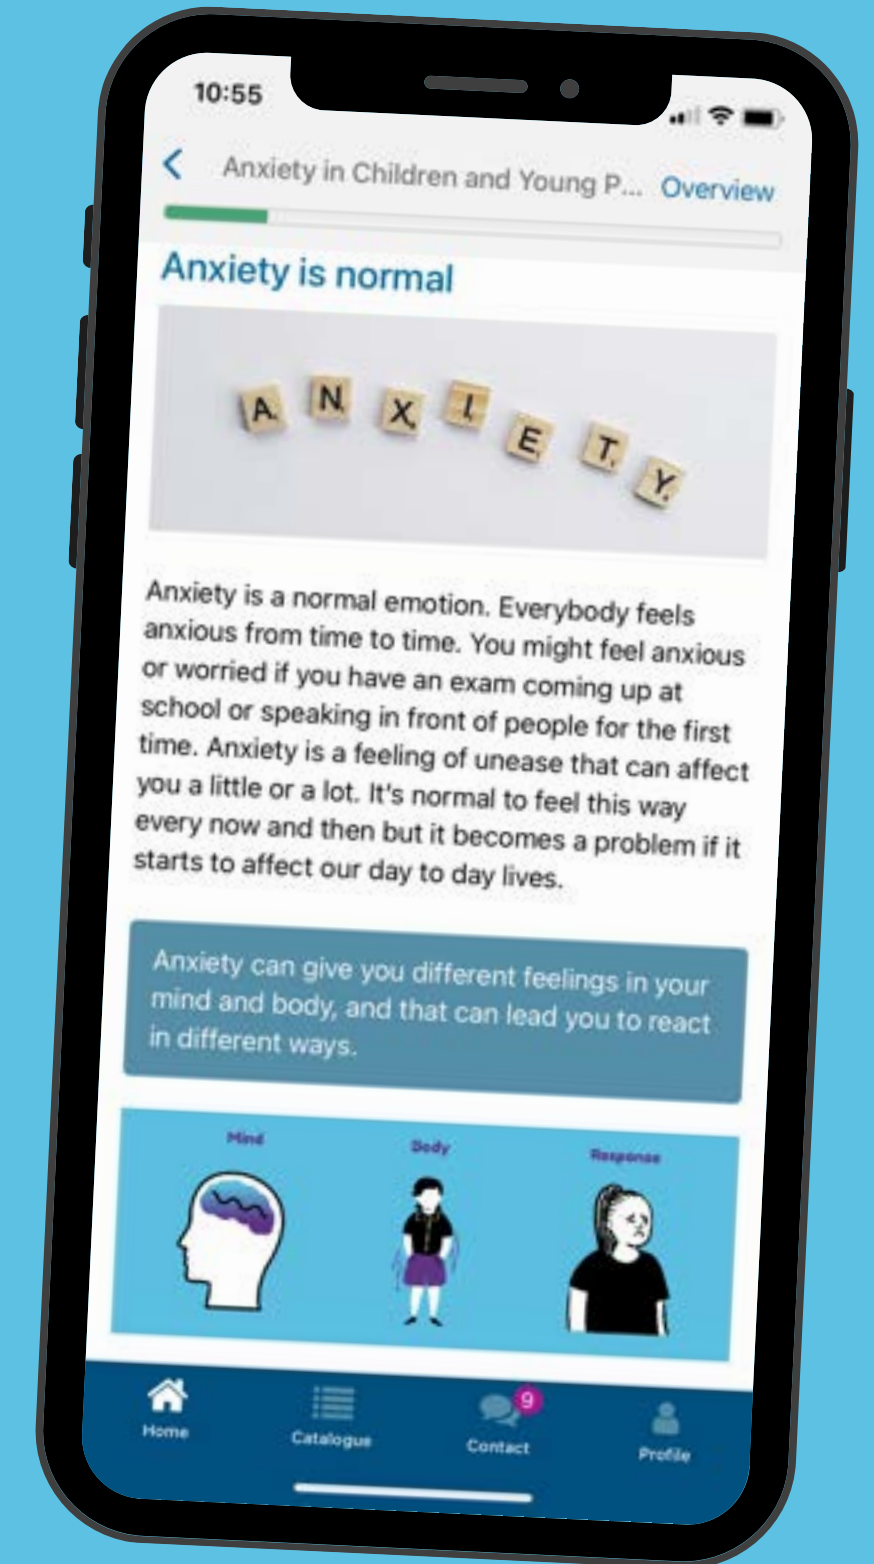 10:55
Anxiety in Children and Young P... Overview
Anxiety is normal
A N X I E T Y
Anxiety is a normal emotion. Everybody feels
anxious from time to time. You might feel anxious
or worried if you have an exam coming up at
school or speaking in front of people for the first
time. Anxiety is a feeling of unease that can affect
you a little or a lot. It's normal to feel this way
every now and then but it becomes a problem if it
starts to affect our day to day lives.
Anxiety can give you different feelings in your
mind and body, and that can lead you to react
in different ways.
Mind Body Response
9
Home Catalogue Contact Profile